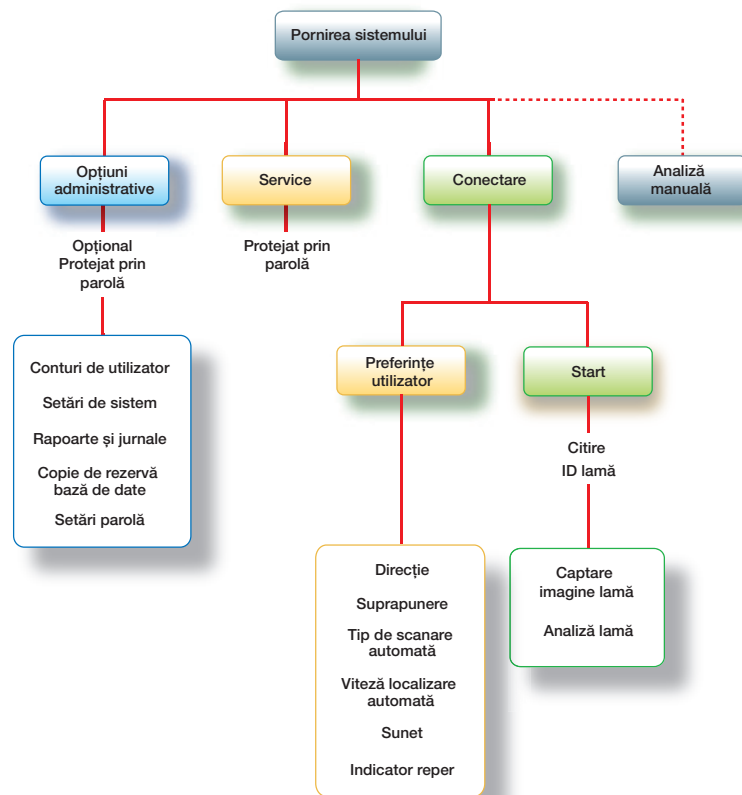 Pornirea sistemului
Opțiuni
administrative
Service
Conectare
Analiză
manuală
Opțional
Protejat prin
parolă
Protejat prin
parolă
Conturi de utilizator
Setări de sistem
Rapoarte și jurnale
Copie de rezervă
bază de date
Setări parolă
Preferințe
utilizator
Start
Citire
ID lamă
Direcție
Suprapunere
Tip de scanare
automată
Viteză localizare
automată
Sunet
Indicator reper
Captare
imagine lamă
Analiză lamă